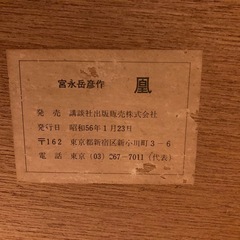 宮永岳彦作 鳳
発売 講談社出版販売株式会社
発行日 昭和56年1月23日
〒162 東京都新宿区新小川町3-6
電話 東京(03)267-7011(代表)